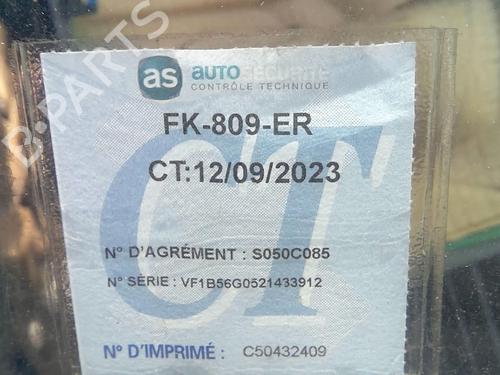 as AUTO SÉCURITÉ
CONTRÔLE TECHNIQUE
FK-809-ER
CT:12/09/2023
CT
N° D'AGRÉMENT : S050C085
N° SÉRIE : VF1B56G0521433912
N° D'IMPRIMÉ : C50432409
B-PARTS